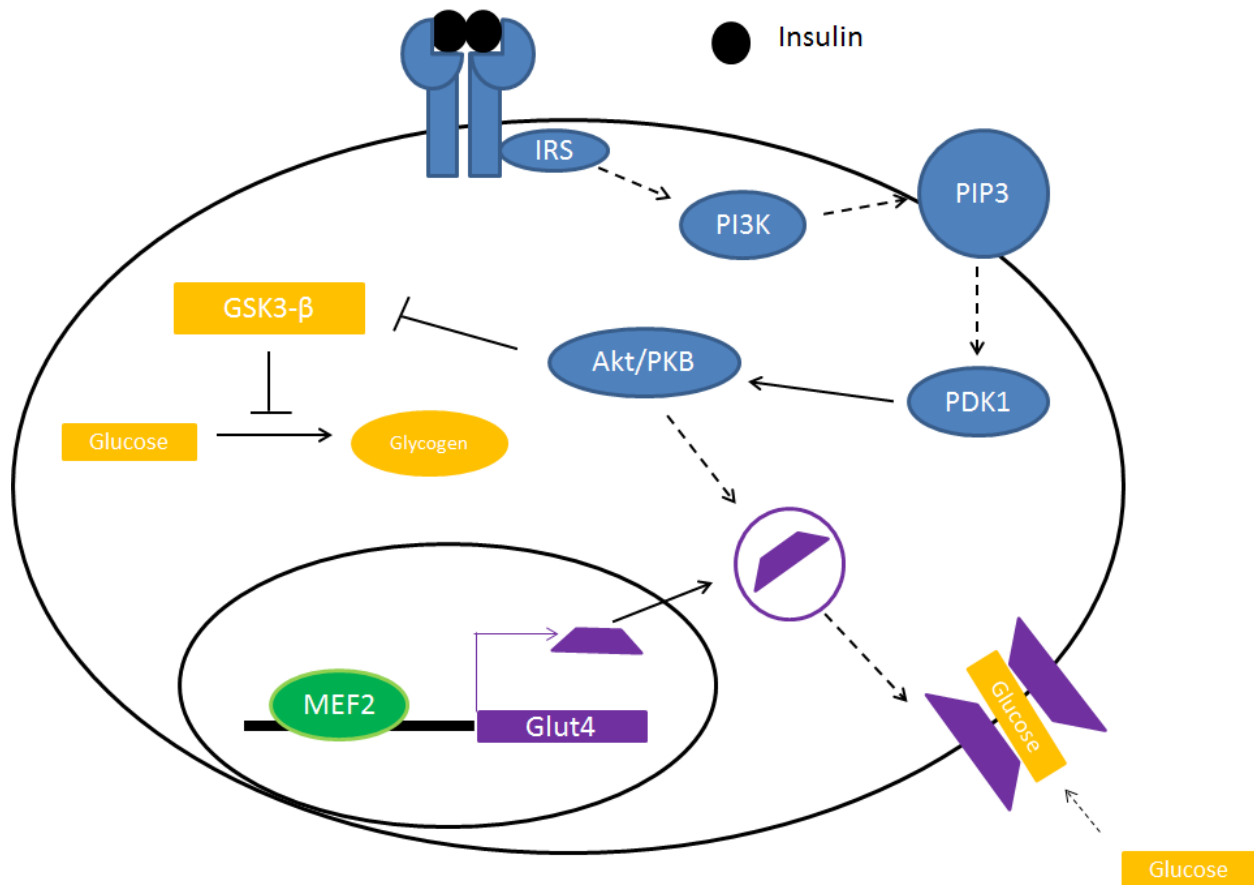 Insulin
IRS
PIP3
PI3K
GSK3-β
Akt/PKB
PDK1
Glucose
Glycogen
MEF2
Glut4
Glucose
Glucose